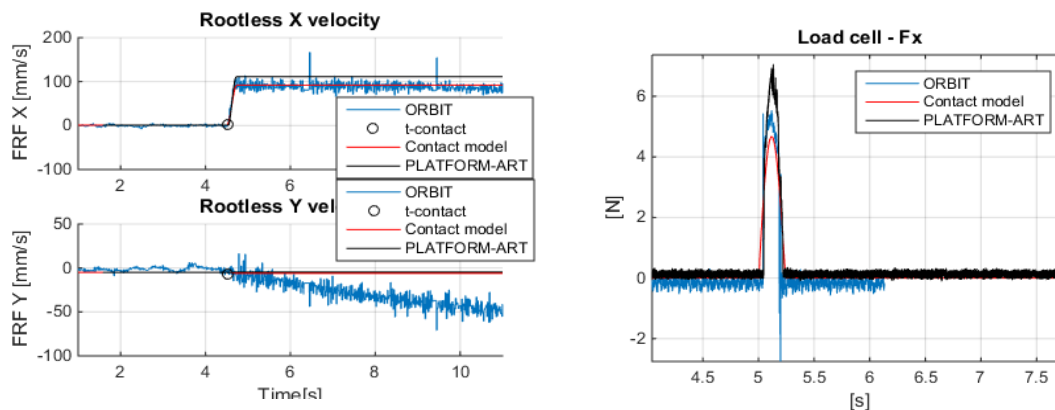 Rootless X velocity
FRF X [mm/s]
200
100
0
-100
2
4
6
ORBIT
t-contact
Contact model
PLATFORM-ART
Rootless Y vel
FRF Y [mm/s]
50
0
-50
-100
2
4
6
8
10
Time[s]
ORBIT
t-contact
Contact model
PLATFORM-ART
Load cell - Fx
[N]
6
4
2
0
-2
4.5
5
5.5
6
6.5
7
7.5
[s]
ORBIT
Contact model
PLATFORM-ART